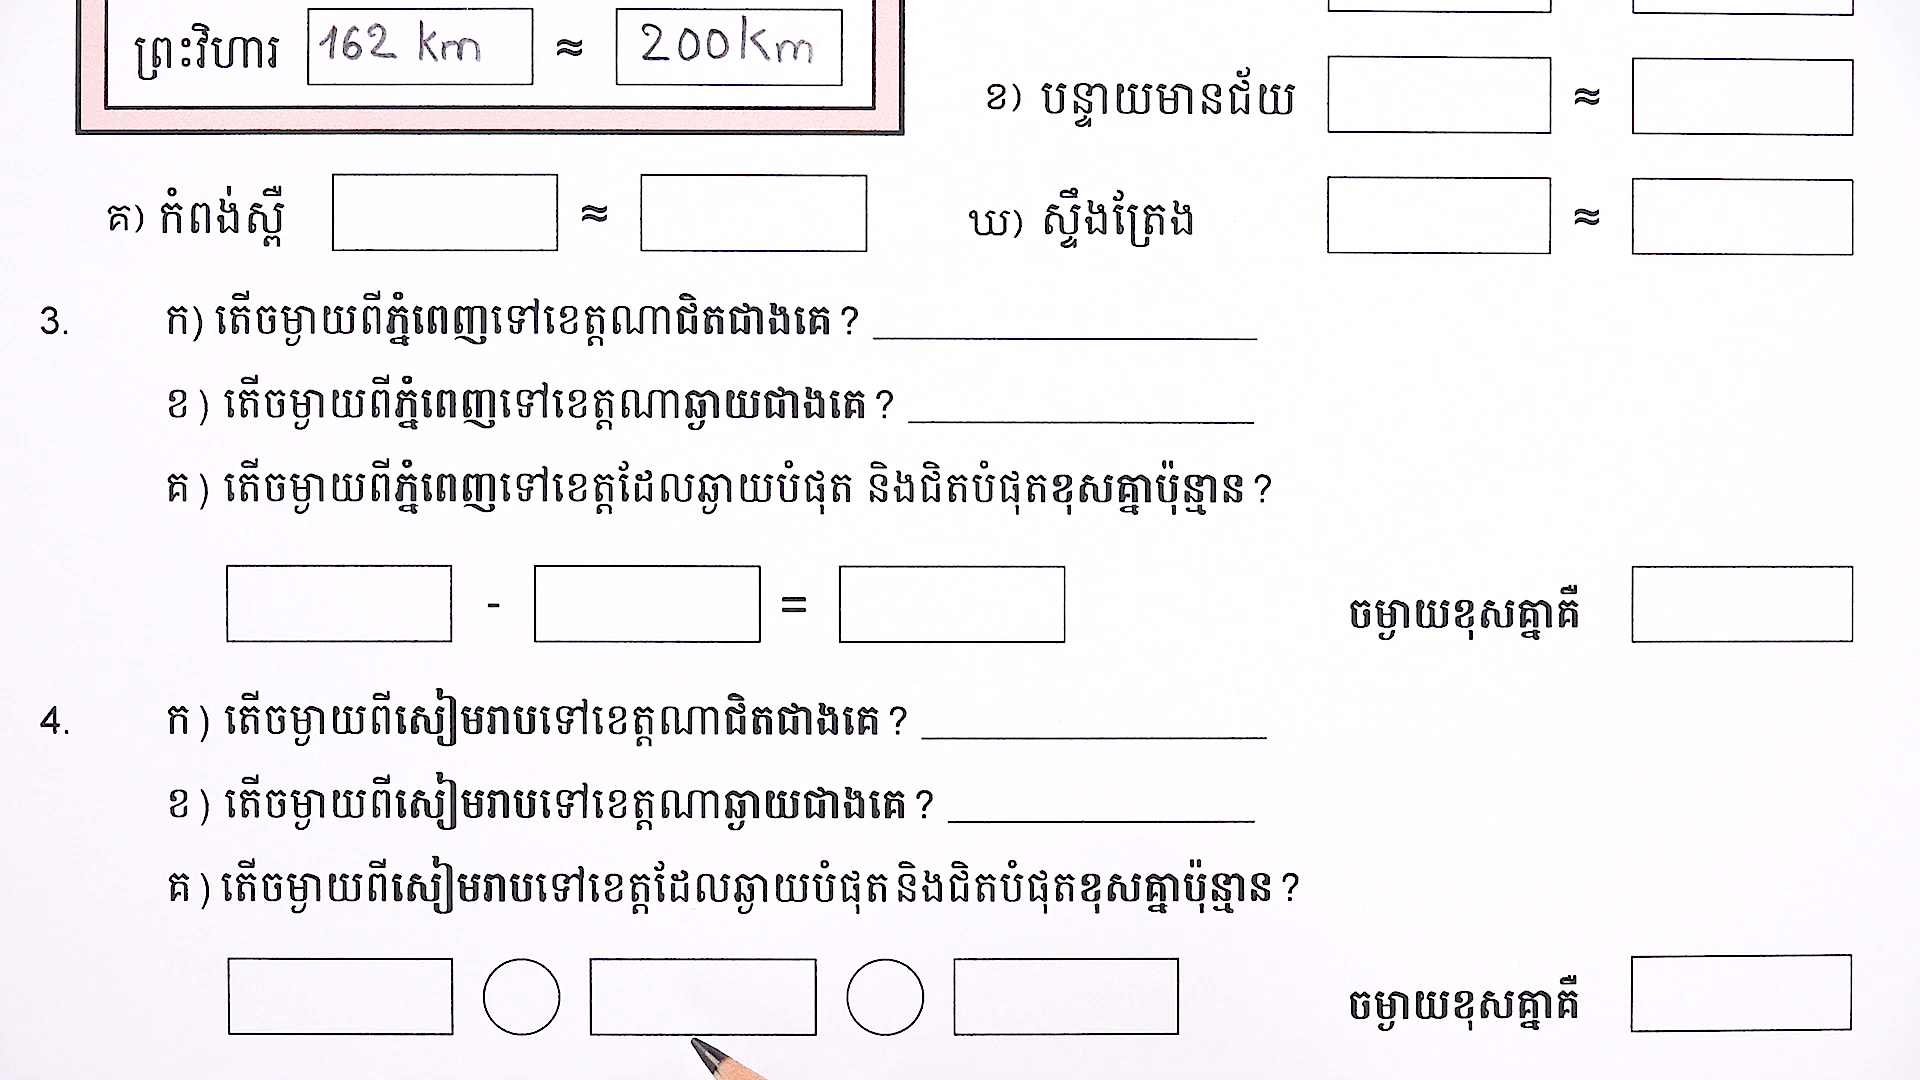 ព្រះវិហារ 162 km ≈ 200 km
ខ) បន្ទាយមានជ័យ ≈
គ) កំពង់ស្ពឺ ≈
ឃ) ស្ទឹងត្រែង ≈
3. ក) តើចម្ងាយពីភ្នំពេញទៅខេត្តណាជិតជាងគេ ?
ខ ) តើចម្ងាយពីភ្នំពេញទៅខេត្តណាឆ្ងាយជាងគេ ?
គ ) តើចម្ងាយពីភ្នំពេញទៅខេត្តដែលឆ្ងាយបំផុត និងជិតបំផុតខុសគ្នាប៉ុន្មាន ?
- = ចម្ងាយខុសគ្នាគឺ
4. ក ) តើចម្ងាយពីសៀមរាបទៅខេត្តណាជិតជាងគេ ?
ខ ) តើចម្ងាយពីសៀមរាបទៅខេត្តណាឆ្ងាយជាងគេ ?
គ ) តើចម្ងាយពីសៀមរាបទៅខេត្តដែលឆ្ងាយបំផុតនិងជិតបំផុតខុសគ្នាប៉ុន្មាន ?
ចម្ងាយខុសគ្នាគឺ